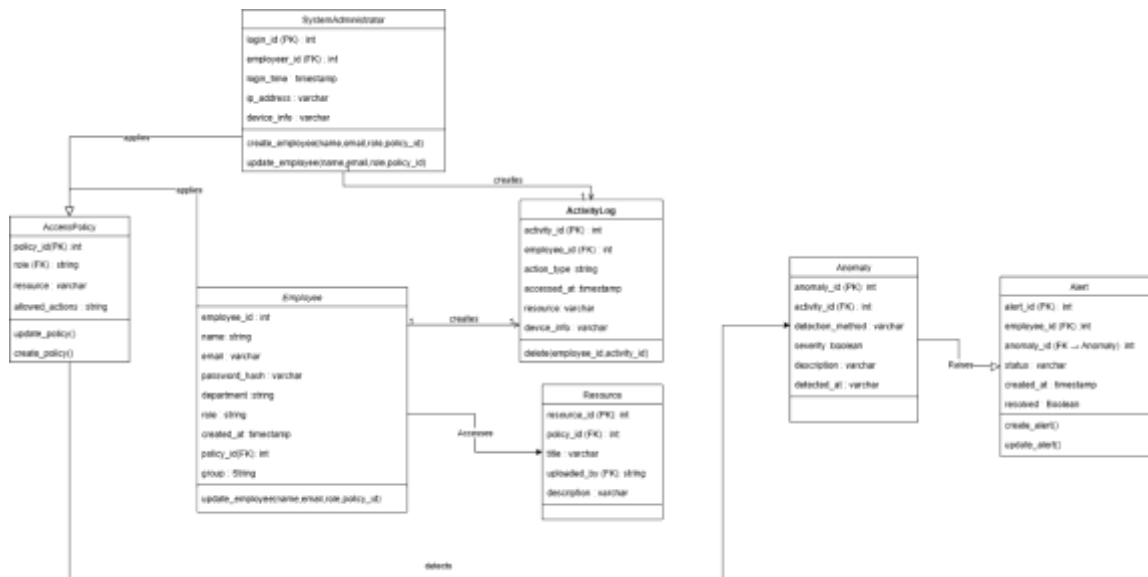 SystemAdministrator
login_id (PK) : int
employeer_id (FK) : int
login_time : timestamp
ip_address : varchar
device_info : varchar
create_employee(name,email,role,policy_id)
update_employee(name,email,role,policy_id)
applies
applies
creates
1
AccessPolicy
policy_id(PK) :int
role (FK) : string
resource : varchar
allowed_actions : string
update_policy()
create_policy()
Employee
employee_id : int
name: string
email : varchar
password_hash : varchar
department :string
role : string
created_at :timestamp
policy_id(FK): int
group : String
update_employee(name,email,role,policy_id)
creates
Accesses
ActivityLog
activity_id (PK) : int
employee_id (FK) : int
action_type :string
accessed_at :timestamp
resource :varchar
device_info : varchar
delete(employee_id,activity_id)
Resource
resource_id (PK): int
policy_id (FK) : int
title : varchar
uploaded_by (FK): string
description : varchar
Anomaly
anomaly_id (PK): int
activity_id (FK) : int
detection_method : varchar
severity :boolean
description : varchar
detected_at : varchar
Raises
Alert
alert_id (PK) : int
employee_id (FK) :int
anomaly_id (FK → Anomaly): int
status : varchar
created_at : timestamp
resolved : Boolean
create_alert()
update_alert()
detects